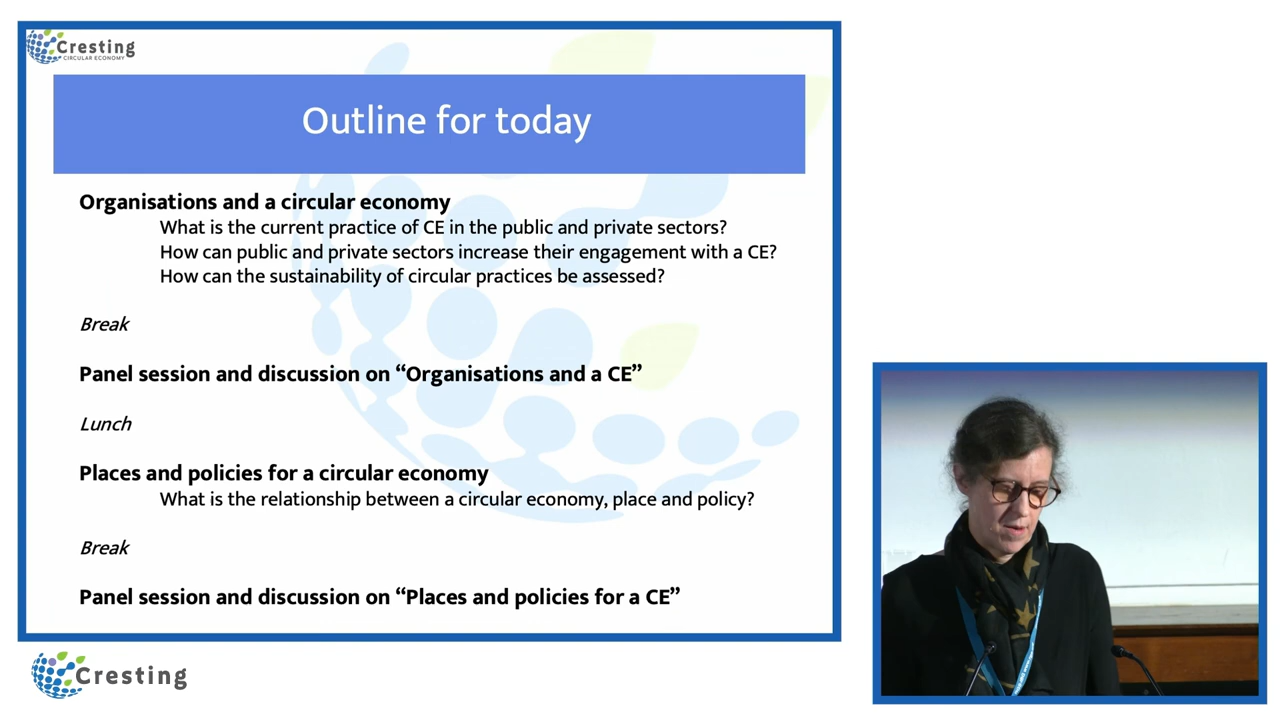 Cresting
CIRCULAR ECONOMY
Outline for today
Organisations and a circular economy
What is the current practice of CE in the public and private sectors?
How can public and private sectors increase their engagement with a CE?
How can the sustainability of circular practices be assessed?
Break
Panel session and discussion on “Organisations and a CE”
Lunch
Places and policies for a circular economy
What is the relationship between a circular economy, place and policy?
Break
Panel session and discussion on “Places and policies for a CE”
Cresting